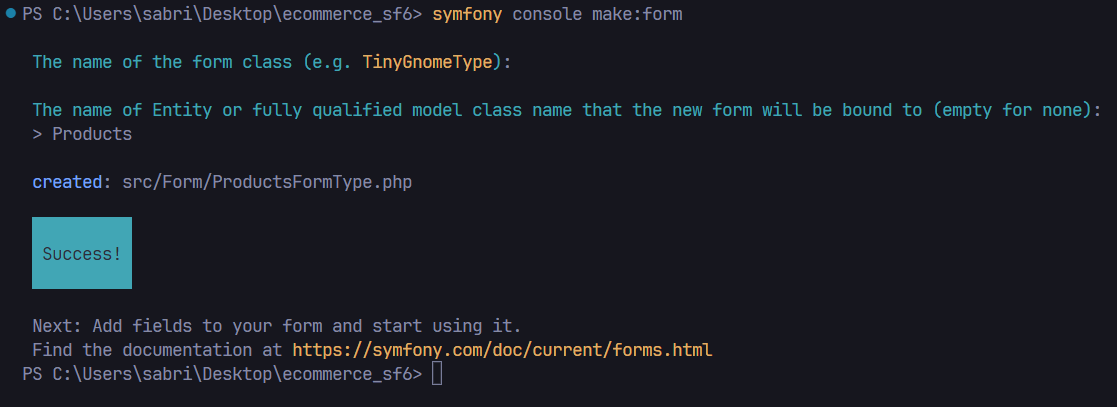 PS C:\Users\sabri\Desktop\ecommerce_sf6> symfony console make:form
The name of the form class (e.g. TinyGnomeType):
The name of Entity or fully qualified model class name that the new form will be bound to (empty for none):
> Products
created: src/Form/ProductsFormType.php
Success!
Next: Add fields to your form and start using it.
Find the documentation at https://symfony.com/doc/current/forms.html
PS C:\Users\sabri\Desktop\ecommerce_sf6>